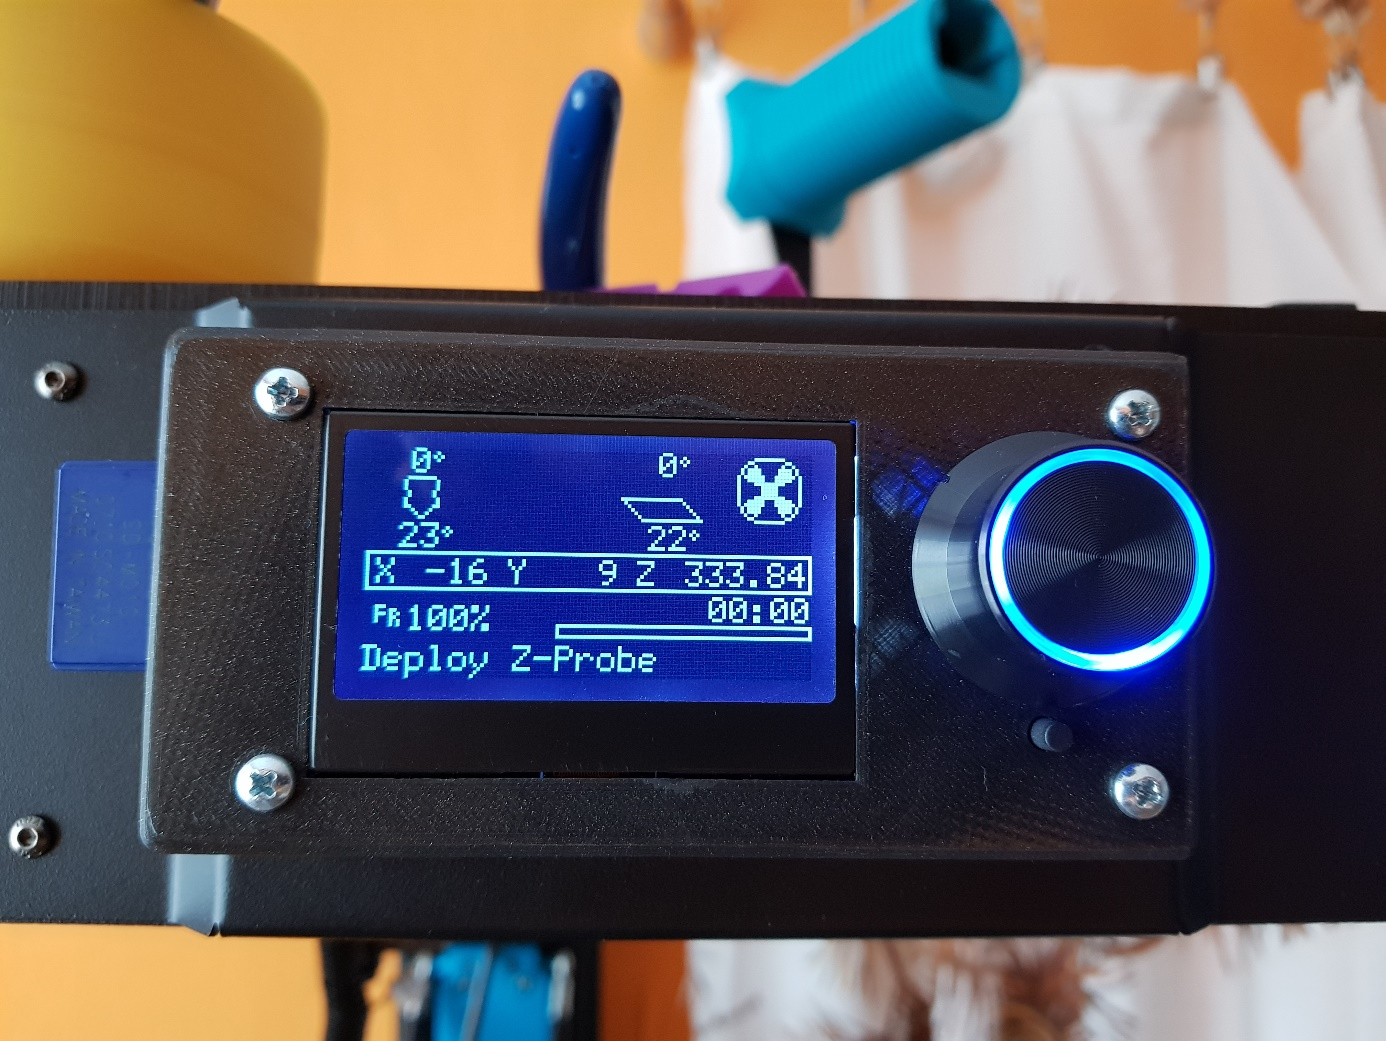 0° 0°
23° 22°
X -16 Y 9 Z 333.84
FR 100% 00:00
Deploy Z-Probe